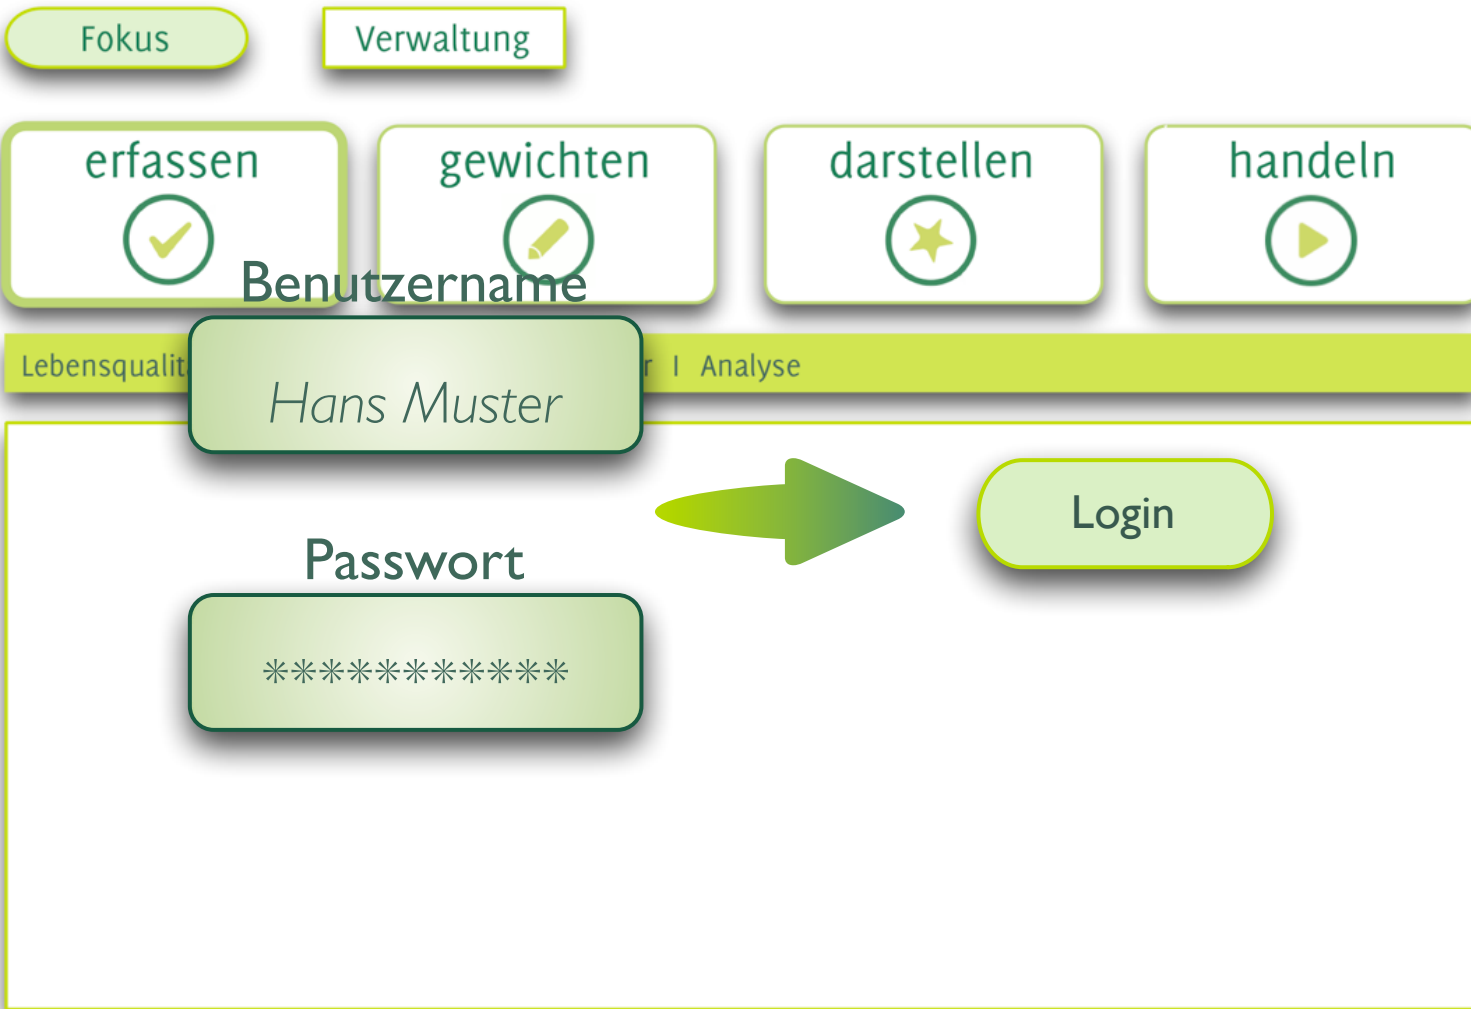 Fokus
Verwaltung
erfassen
gewichten
darstellen
handeln
Benutzername
I Analyse
Hans Muster
Login
Passwort
***********